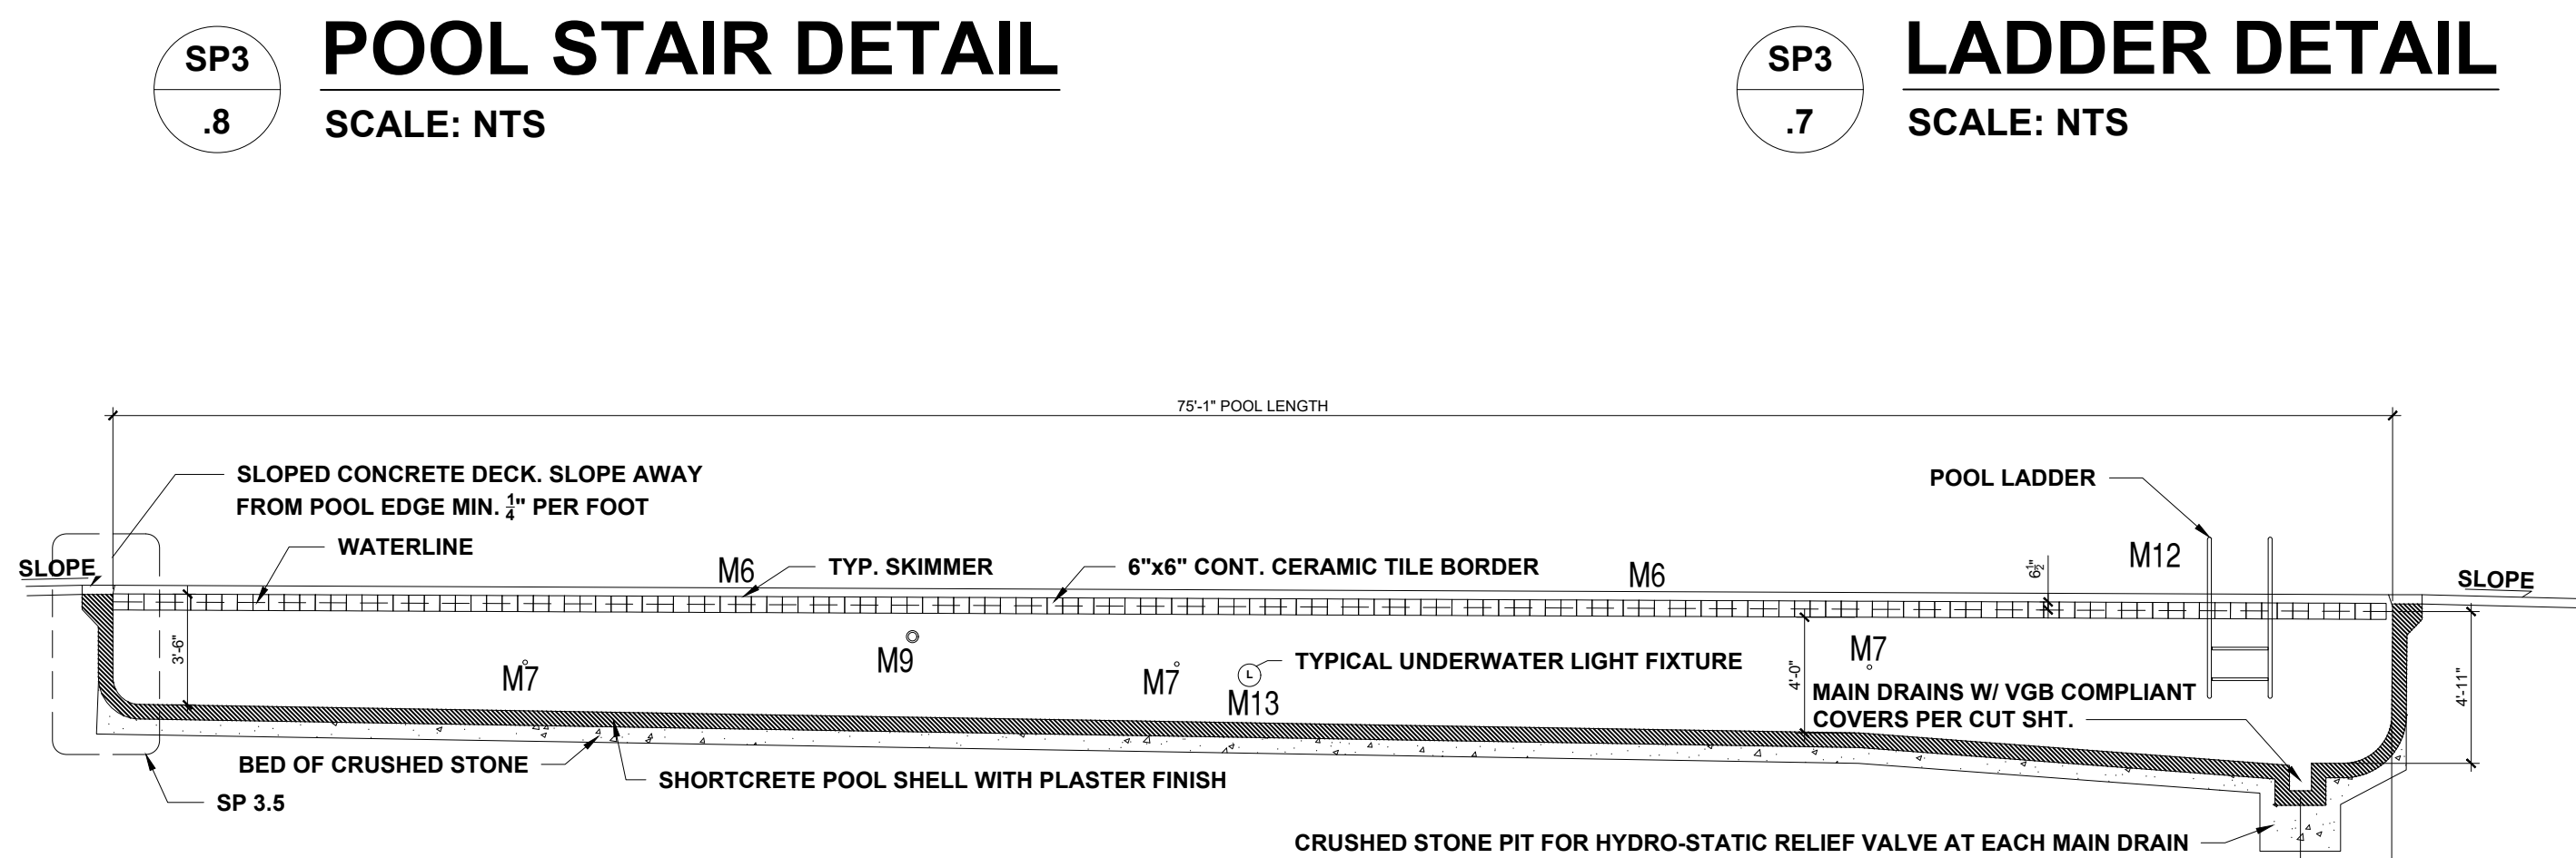 SP3
.8
POOL STAIR DETAIL
SCALE: NTS
SP3
.7
LADDER DETAIL
SCALE: NTS
75'-1" POOL LENGTH
SLOPED CONCRETE DECK. SLOPE AWAY
FROM POOL EDGE MIN. 1/4" PER FOOT
POOL LADDER
WATERLINE
SLOPE
M6
TYP. SKIMMER
6"x6" CONT. CERAMIC TILE BORDER
M6
6 1/2"
M12
SLOPE
3'-6"
M7
M9
M7
L
TYPICAL UNDERWATER LIGHT FIXTURE
M13
4'-0"
M7
MAIN DRAINS W/ VGB COMPLIANT
COVERS PER CUT SHT.
4'-11"
BED OF CRUSHED STONE
SHORTCRETE POOL SHELL WITH PLASTER FINISH
SP 3.5
CRUSHED STONE PIT FOR HYDRO-STATIC RELIEF VALVE AT EACH MAIN DRAIN